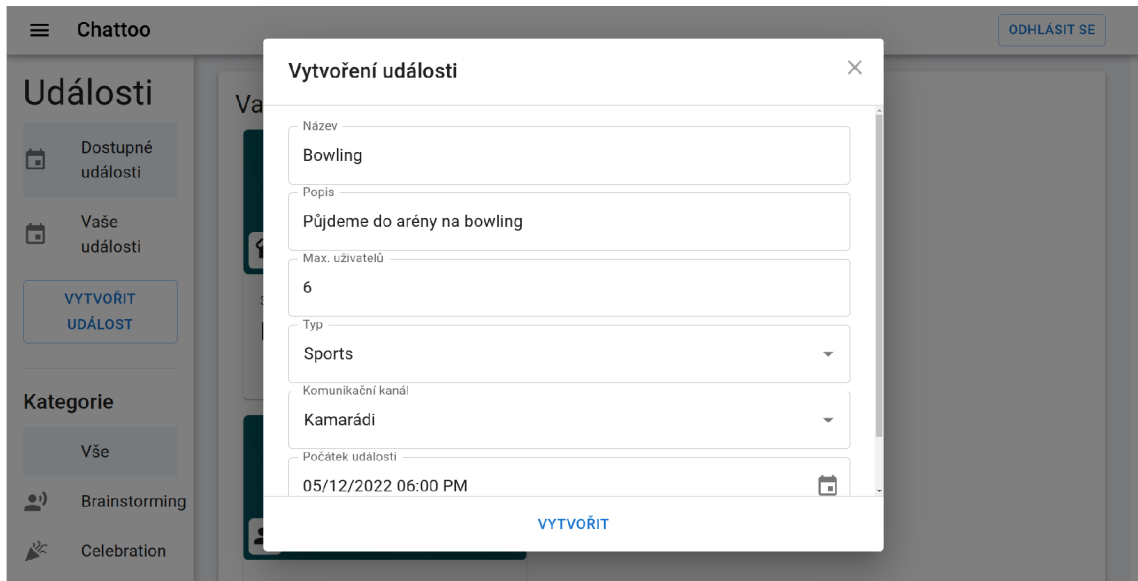 Chattoo
ODHLÁSIT SE
Události
Dostupné
události
Vaše
události
VYTVOŘIT
UDÁLOST
Kategorie
Vše
Brainstorming
Celebration
Va
Vytvoření události
Název
Bowling
Popis
Půjdeme do arény na bowling
Max. uživatelů
6
Typ
Sports
Komunikační kanál
Kamarádi
Počátek události
05/12/2022 06:00 PM
VYTVOŘIT